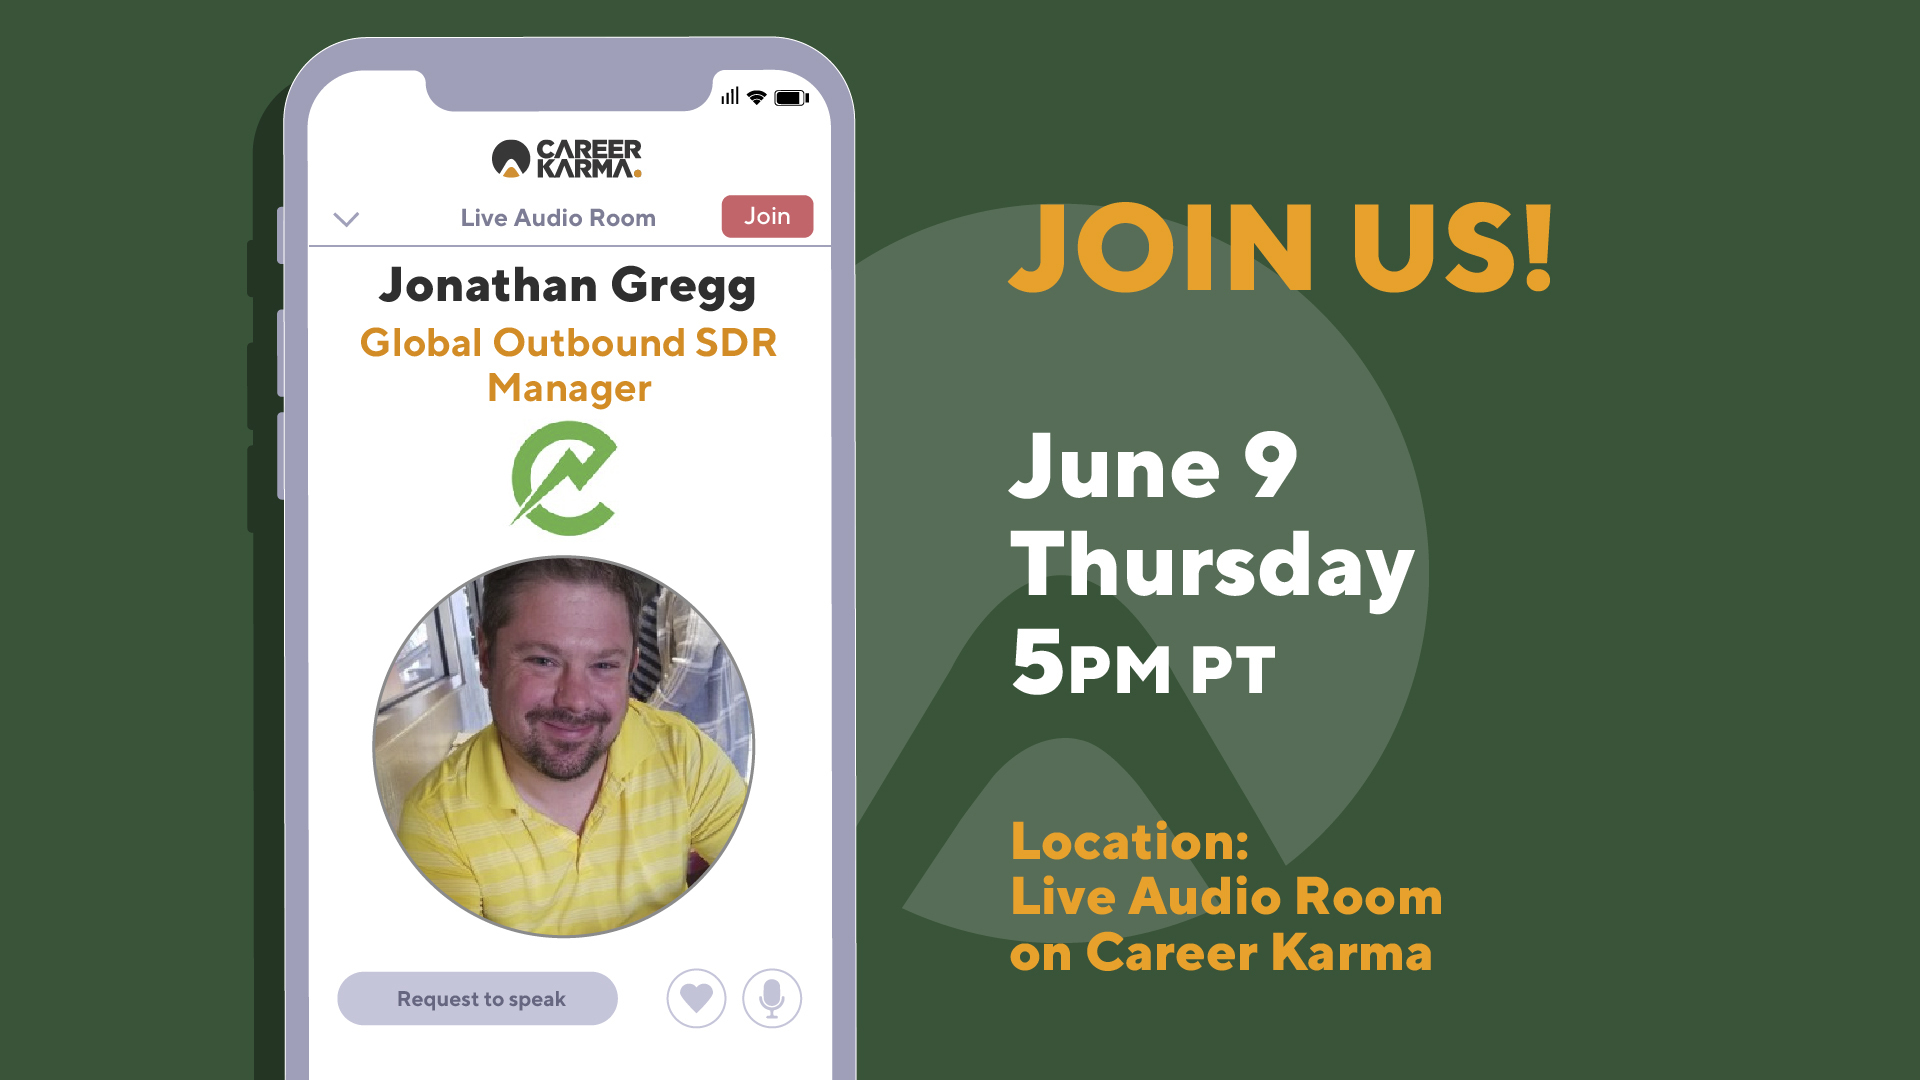 CAREER
KARMA.
Live Audio Room
Join
Jonathan Gregg
Global Outbound SDR
Manager
Request to speak
JOIN US!
June 9
Thursday
5PM PT
Location:
Live Audio Room
on Career Karma